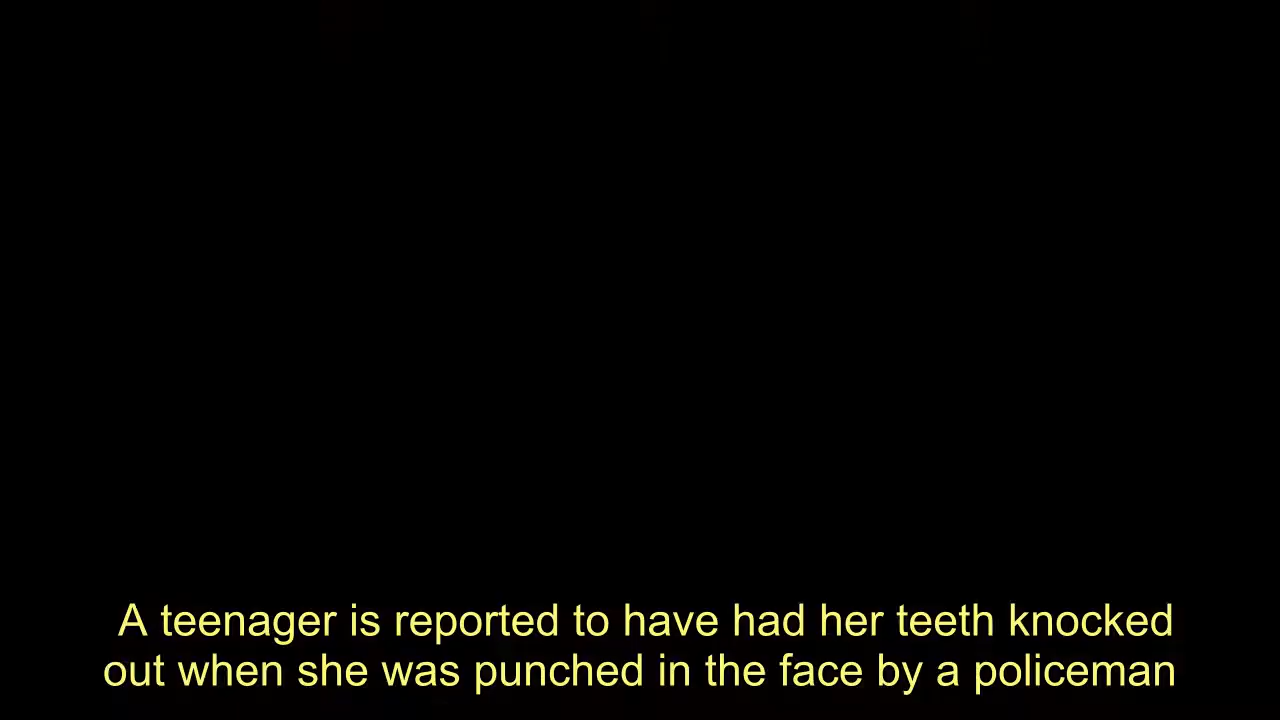 A teenager is reported to have had her teeth knocked
out when she was punched in the face by a policeman